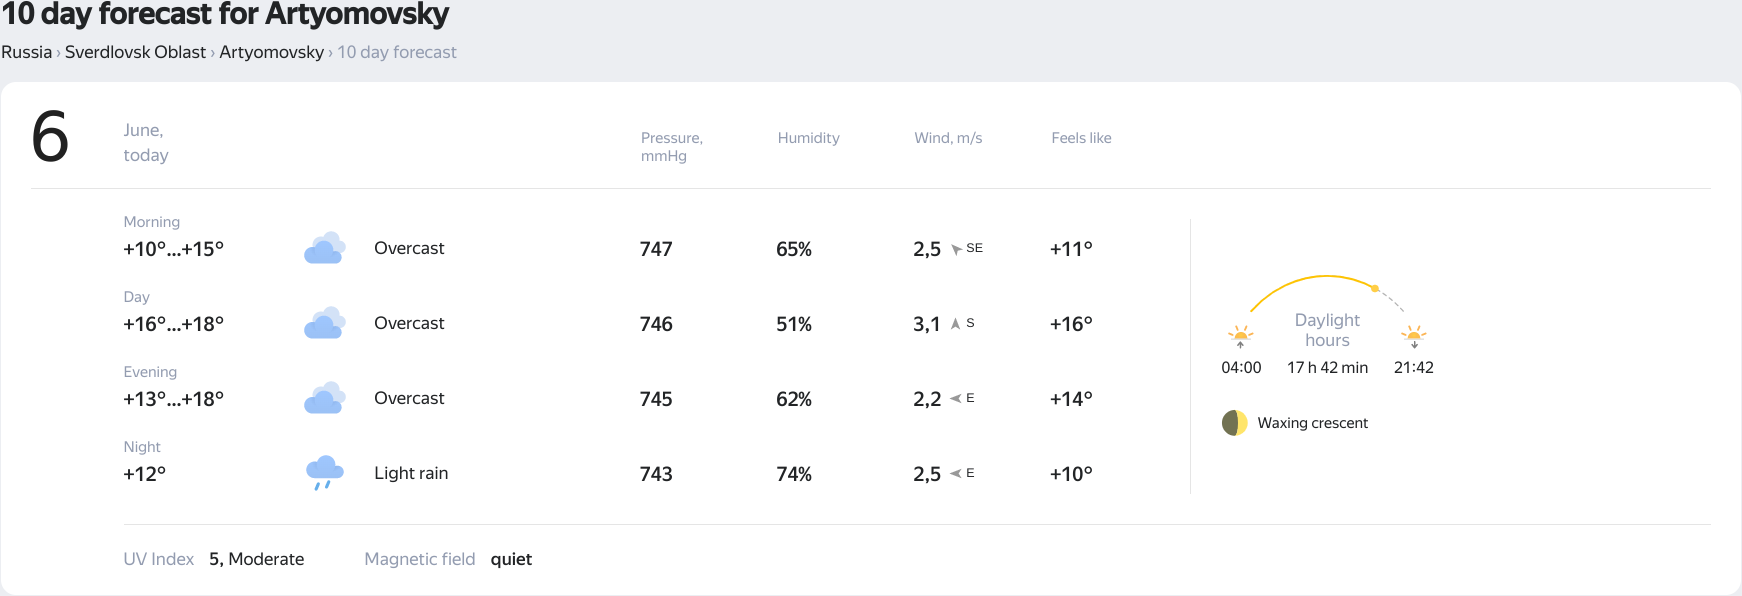 10 day forecast for Artyomovsky
Russia › Sverdlovsk Oblast › Artyomovsky › 10 day forecast
6 June, today
Pressure, mmHg Humidity Wind, m/s Feels like
Morning
+10°...+15° Overcast 747 65% 2,5 SE +11°
Day
+16°...+18° Overcast 746 51% 3,1 S +16°
Evening
+13°...+18° Overcast 745 62% 2,2 E +14°
Night
+12° Light rain 743 74% 2,5 E +10°
Daylight
hours
04:00 17 h 42 min 21:42
Waxing crescent
UV Index 5, Moderate Magnetic field quiet